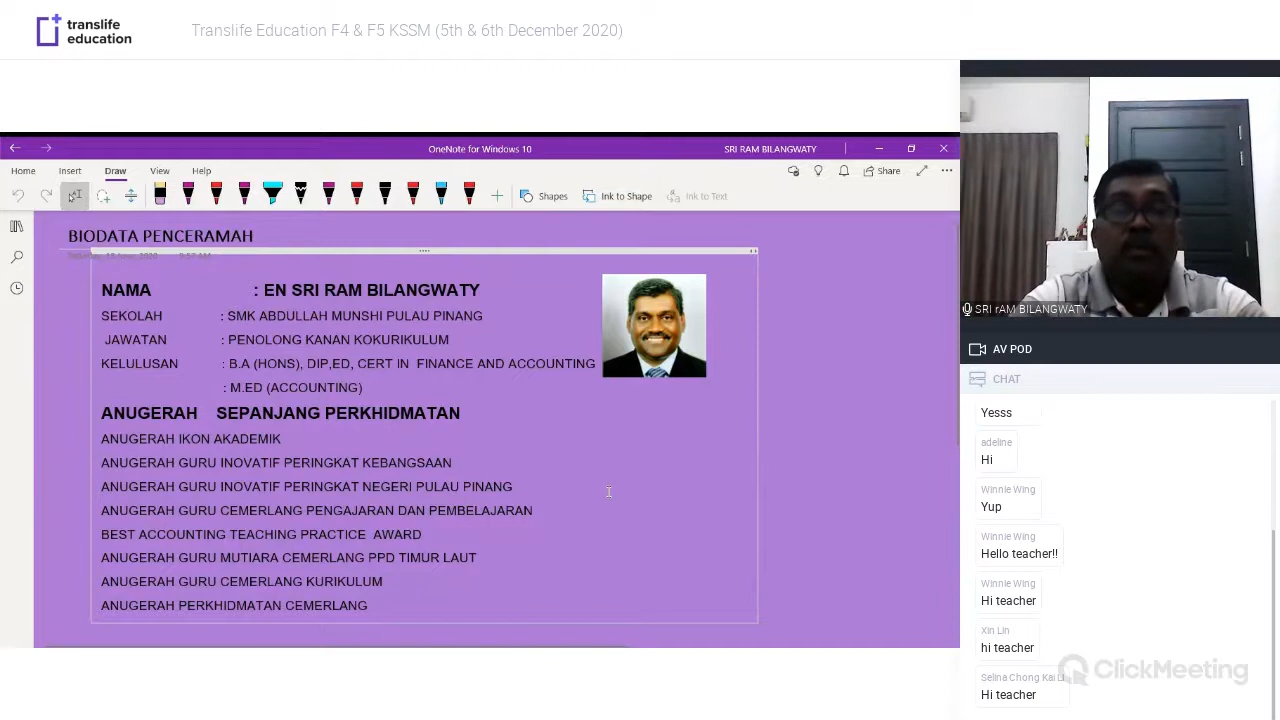 translife
education
Translife Education F4 & F5 KSSM (5th & 6th December 2020)
OneNote for Windows 10
SRI RAM BILANGWATY
Home Insert Draw View Help
Share
Shapes Ink to Shape Ink to Text
BIODATA PENCERAMAH
NAMA : EN SRI RAM BILANGWATY
SEKOLAH : SMK ABDULLAH MUNSHI PULAU PINANG
JAWATAN : PENOLONG KANAN KOKURIKULUM
KELULUSAN : B.A (HONS), DIP,ED, CERT IN FINANCE AND ACCOUNTING
: M.ED (ACCOUNTING)
ANUGERAH SEPANJANG PERKHIDMATAN
ANUGERAH IKON AKADEMIK
ANUGERAH GURU INOVATIF PERINGKAT KEBANGSAAN
ANUGERAH GURU INOVATIF PERINGKAT NEGERI PULAU PINANG
ANUGERAH GURU CEMERLANG PENGAJARAN DAN PEMBELAJARAN
BEST ACCOUNTING TEACHING PRACTICE AWARD
ANUGERAH GURU MUTIARA CEMERLANG PPD TIMUR LAUT
ANUGERAH GURU CEMERLANG KURIKULUM
ANUGERAH PERKHIDMATAN CEMERLANG
SRI rAM BILANGWATY
AV POD
CHAT
Yesss
adeline
Hi
Winnie Wing
Yup
Winnie Wing
Hello teacher!!
Winnie Wing
Hi teacher
Xin Lin
hi teacher
Selina Chong Kai Li
Hi teacher
ClickMeeting